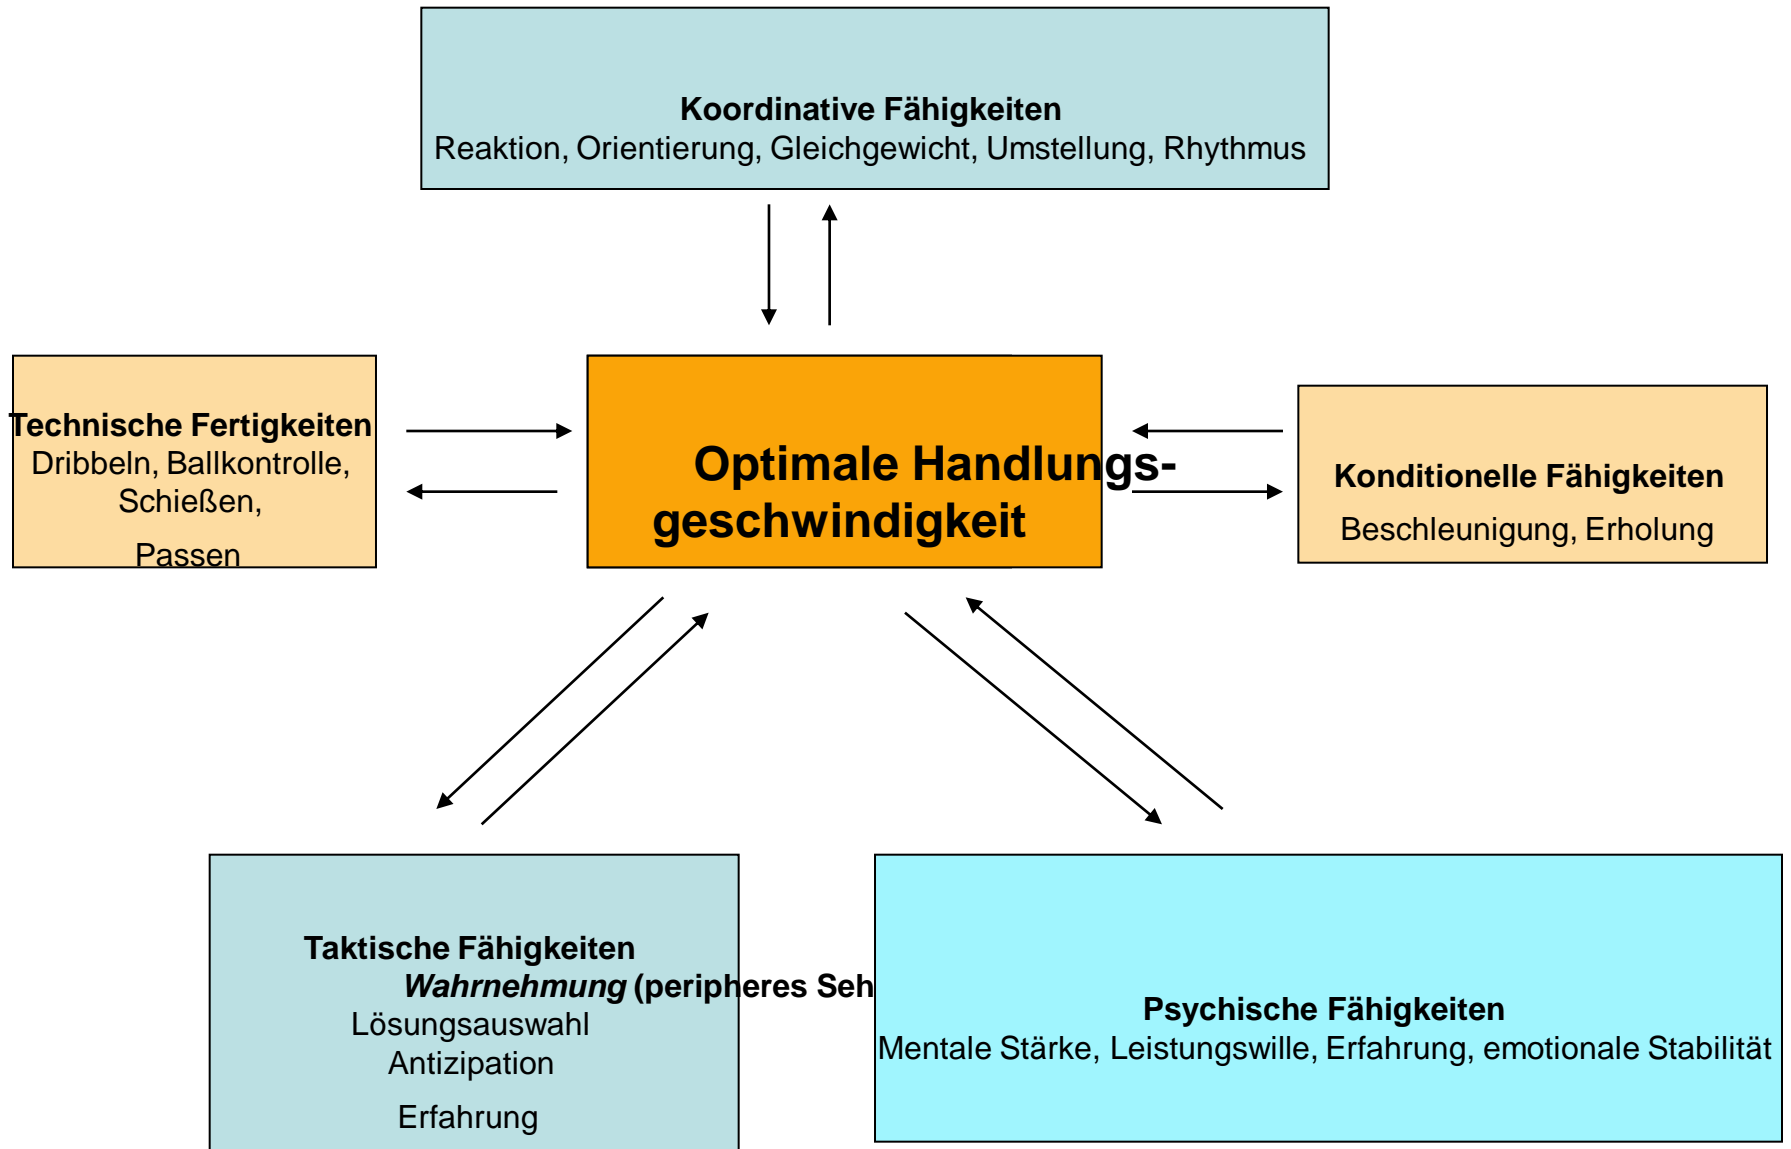 Koordinative Fähigkeiten
Reaktion, Orientierung, Gleichgewicht, Umstellung, Rhythmus
Technische Fertigkeiten
Dribbeln, Ballkontrolle,
Schießen,
Passen
Optimale Handlungs-
geschwindigkeit
Konditionelle Fähigkeiten
Beschleunigung, Erholung
Taktische Fähigkeiten
Wahrnehmung (peripheres Seh
Lösungsauswahl
Antizipation
Erfahrung
Psychische Fähigkeiten
Mentale Stärke, Leistungswille, Erfahrung, emotionale Stabilität